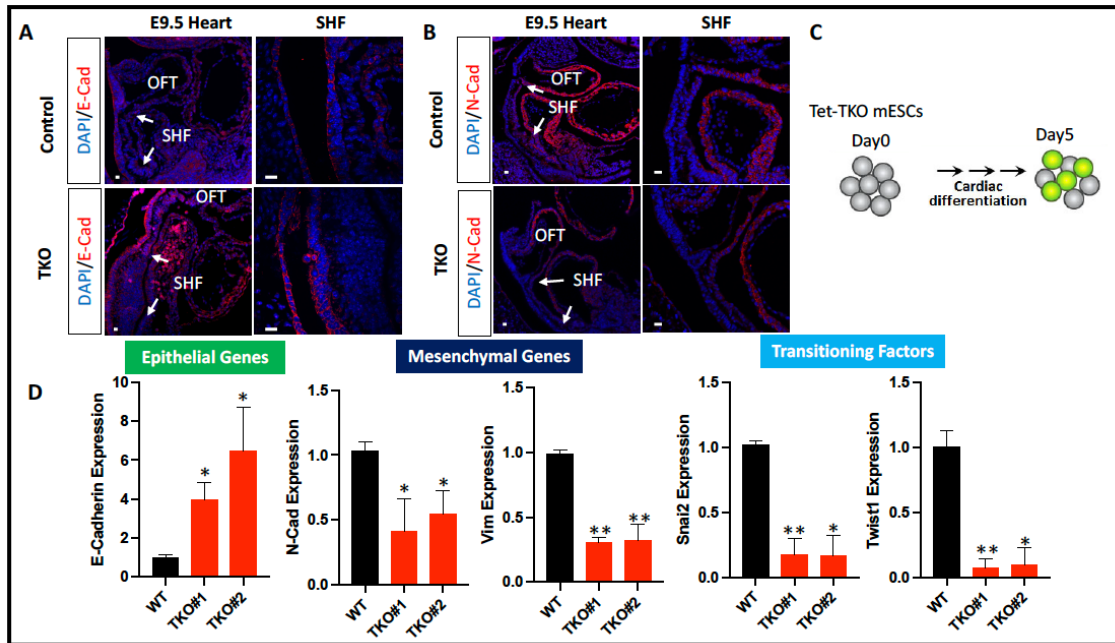 A
E9.5 Heart
SHF
Control
DAPI/E-Cad
OFT
SHF
TKO
DAPI/E-Cad
OFT
SHF
B
E9.5 Heart
SHF
Control
DAPI/N-Cad
OFT
SHF
TKO
DAPI/N-Cad
OFT
SHF
C
Tet-TKO mESCs
Day0
Cardiac
differentiation
Day5
D
Epithelial Genes
Mesenchymal Genes
Transitioning Factors
E-Cadherin Expression
10
8
6
4
2
0
*
*
WT
TKO#1
TKO#2
N-Cad Expression
1.5
1.0
0.5
0.0
*
*
WT
TKO#1
TKO#2
Vim Expression
1.5
1.0
0.5
0.0
**
**
WT
TKO#1
TKO#2
Snai2 Expression
1.5
1.0
0.5
0.0
**
*
WT
TKO#1
TKO#2
Twist1 Expression
1.5
1.0
0.5
0.0
**
*
WT
TKO#1
TKO#2